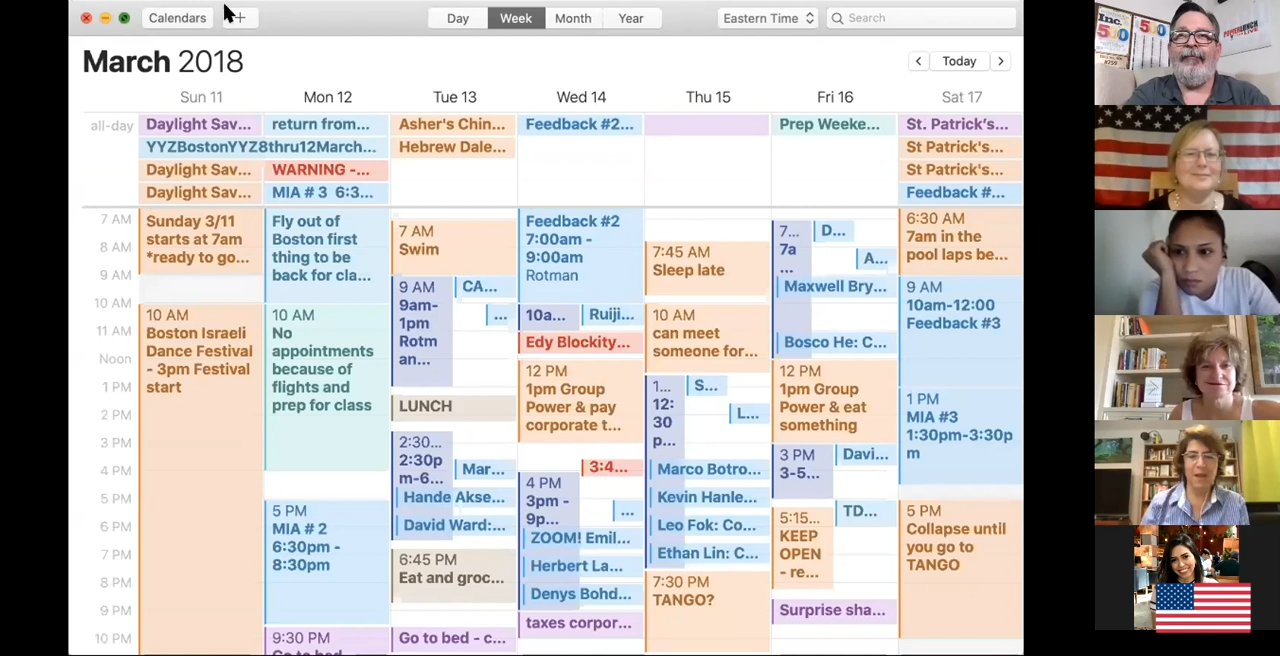 Calendars
+
Day
Week
Month
Year
Eastern Time
Search
March 2018
Today
Sun 11
Mon 12
Tue 13
Wed 14
Thu 15
Fri 16
Sat 17
all-day
Daylight Sav...
return from...
Asher's Chin...
Feedback #2...
Prep Weeke...
St. Patrick's...
YYZBostonYYZ8thru12March...
Hebrew Dale...
St Patrick's...
Daylight Sav...
WARNING -...
St Patrick's...
Daylight Sav...
MIA # 3 6:3...
Feedback #...
7 AM
8 AM
9 AM
10 AM
11 AM
Noon
1 PM
2 PM
3 PM
4 PM
5 PM
6 PM
7 PM
8 PM
9 PM
10 PM
Sunday 3/11
starts at 7am
*ready to go...
10 AM
Boston Israeli
Dance Festival
- 3pm Festival
start
Fly out of
Boston first
thing to be
back for cla...
10 AM
No
appointments
because of
flights and
prep for class
5 PM
MIA # 2
6:30pm -
8:30pm
9:30 PM
7 AM
Swim
9 AM
9am-
1pm
Rotm
an...
CA...
...
LUNCH
2:30...
2:30p
m-6...
Mar...
Hande Akse...
David Ward:...
6:45 PM
Eat and groc...
Go to bed - c...
Feedback #2
7:00am -
9:00am
Rotman
10a...
Ruiji...
Edy Blockity...
12 PM
1pm Group
Power & pay
corporate t...
3:4...
4 PM
3pm -
9p...
...
ZOOM! Emil...
Herbert La...
Denys Bohd...
taxes corpor...
7:45 AM
Sleep late
10 AM
can meet
someone for...
1...
12:
30
p...
S...
L...
Marco Botro...
Kevin Hanle...
Leo Fok: Co...
Ethan Lin: C...
7:30 PM
TANGO?
7...
7a
...
D...
A...
Maxwell Bry...
Bosco He: C...
12 PM
1pm Group
Power & eat
something
3 PM
3-5...
Davi...
5:15...
KEEP
OPEN
- re...
TD...
Surprise sha...
6:30 AM
7am in the
pool laps be...
9 AM
10am-12:00
Feedback #3
1 PM
MIA #3
1:30pm-3:30p
m
5 PM
Collapse until
you go to
TANGO
Inc.
500
500